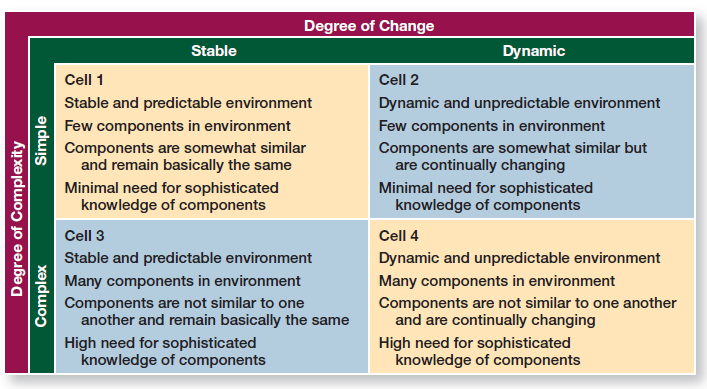 Degree of Change
Stable
Dynamic
Degree of Complexity
Simple
Cell 1
Stable and predictable environment
Few components in environment
Components are somewhat similar
and remain basically the same
Minimal need for sophisticated
knowledge of components
Cell 2
Dynamic and unpredictable environment
Few components in environment
Components are somewhat similar but
are continually changing
Minimal need for sophisticated
knowledge of components
Complex
Cell 3
Stable and predictable environment
Many components in environment
Components are not similar to one
another and remain basically the same
High need for sophisticated
knowledge of components
Cell 4
Dynamic and unpredictable environment
Many components in environment
Components are not similar to one another
and are continually changing
High need for sophisticated
knowledge of components